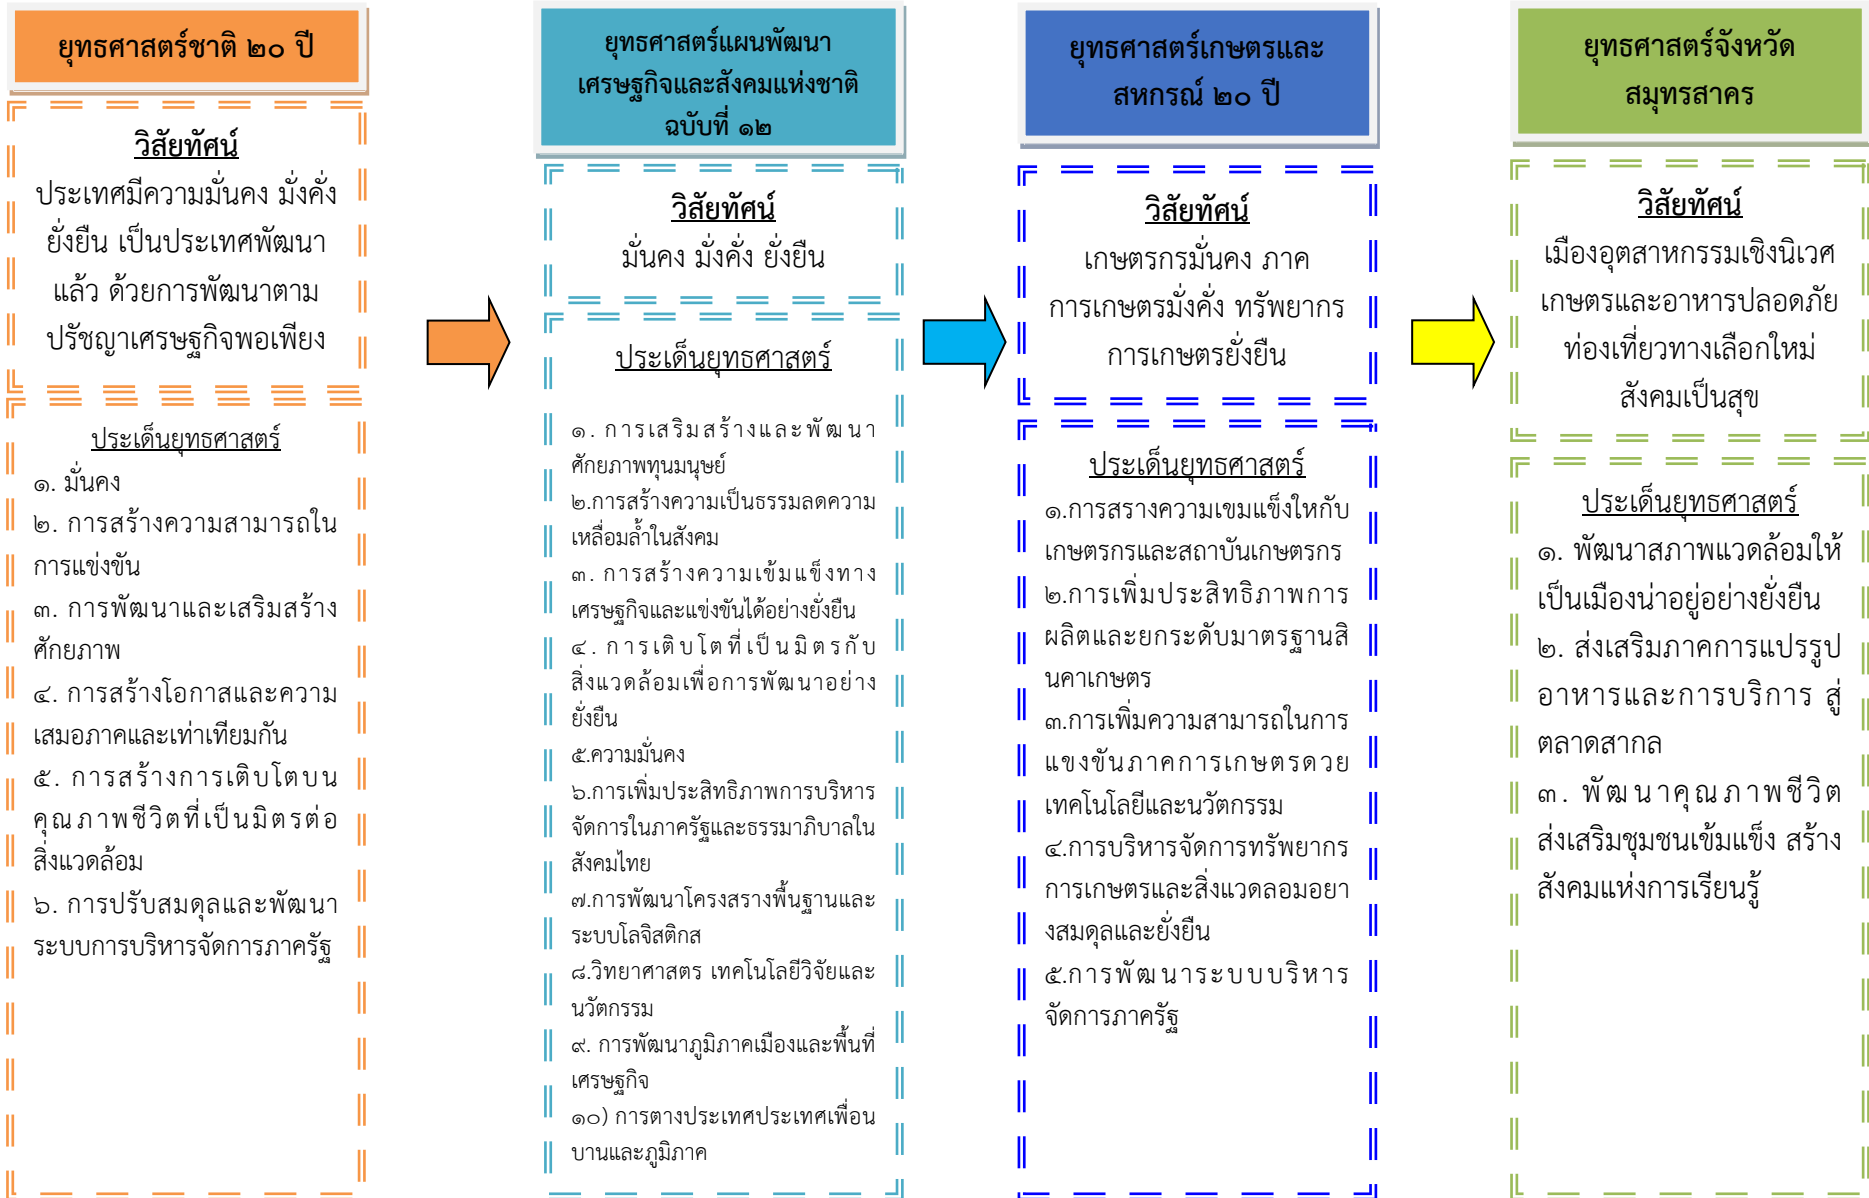 ยุทธศาสตร์ชาติ ๒๐ ปี
วิสัยทัศน์
ประเทศมีความมั่นคง มั่งคั่ง
ยั่งยืน เป็นประเทศพัฒนา
แล้ว ด้วยการพัฒนาตาม
ปรัชญาเศรษฐกิจพอเพียง
ประเด็นยุทธศาสตร์
๑. มั่นคง
๒. การสร้างความสามารถใน
การแข่งขัน
๓. การพัฒนาและเสริมสร้าง
ศักยภาพ
๔. การสร้างโอกาสและความ
เสมอภาคและเท่าเทียมกัน
๕. การสร้างการเติบโตบน
คุณภาพชีวิตที่เป็นมิตรต่อ
สิ่งแวดล้อม
๖. การปรับสมดุลและพัฒนา
ระบบการบริหารจัดการภาครัฐ
ยุทธศาสตร์แผนพัฒนา
เศรษฐกิจและสังคมแห่งชาติ
ฉบับที่ ๑๒
วิสัยทัศน์
มั่นคง มั่งคั่ง ยั่งยืน
ประเด็นยุทธศาสตร์
๑. การเสริมสร้างและพัฒนา
ศักยภาพทุนมนุษย์
๒.การสร้างความเป็นธรรมลดความ
เหลื่อมล้ำในสังคม
๓. การสร้างความเข้มแข็งทาง
เศรษฐกิจและแข่งขันได้อย่างยั่งยืน
๔. การเติบโตที่เป็นมิตรกับ
สิ่งแวดล้อมเพื่อการพัฒนาอย่าง
ยั่งยืน
๕.ความมั่นคง
๖.การเพิ่มประสิทธิภาพการบริหาร
จัดการในภาครัฐและธรรมาภิบาลใน
สังคมไทย
๗.การพัฒนาโครงสรางพื้นฐานและ
ระบบโลจิสติกส
๘.วิทยาศาสตร เทคโนโลยีวิจัยและ
นวัตกรรม
๙. การพัฒนาภูมิภาคเมืองและพื้นที่
เศรษฐกิจ
๑๐) การตางประเทศประเทศเพื่อน
บานและภูมิภาค
ยุทธศาสตร์เกษตรและ
สหกรณ์ ๒๐ ปี
วิสัยทัศน์
เกษตรกรมั่นคง ภาค
การเกษตรมั่งคั่ง ทรัพยากร
การเกษตรยั่งยืน
ประเด็นยุทธศาสตร์
๑.การสรางความเขมแข็งใหกับ
เกษตรกรและสถาบันเกษตรกร
๒.การเพิ่มประสิทธิภาพการ
ผลิตและยกระดับมาตรฐานสิ
นคาเกษตร
๓.การเพิ่มความสามารถในการ
แขงขันภาคการเกษตรดวย
เทคโนโลยีและนวัตกรรม
๔.การบริหารจัดการทรัพยากร
การเกษตรและสิ่งแวดลอมอยา
งสมดุลและยั่งยืน
๕.การพัฒนาระบบบริหาร
จัดการภาครัฐ
ยุทธศาสตร์จังหวัด
สมุทรสาคร
วิสัยทัศน์
เมืองอุตสาหกรรมเชิงนิเวศ
เกษตรและอาหารปลอดภัย
ท่องเที่ยวทางเลือกใหม่
สังคมเป็นสุข
ประเด็นยุทธศาสตร์
๑. พัฒนาสภาพแวดล้อมให้
เป็นเมืองน่าอยู่อย่างยั่งยืน
๒. ส่งเสริมภาคการแปรรูป
อาหารและการบริการ สู่
ตลาดสากล
๓. พัฒนาคุณภาพชีวิต
ส่งเสริมชุมชนเข้มแข็ง สร้าง
สังคมแห่งการเรียนรู้